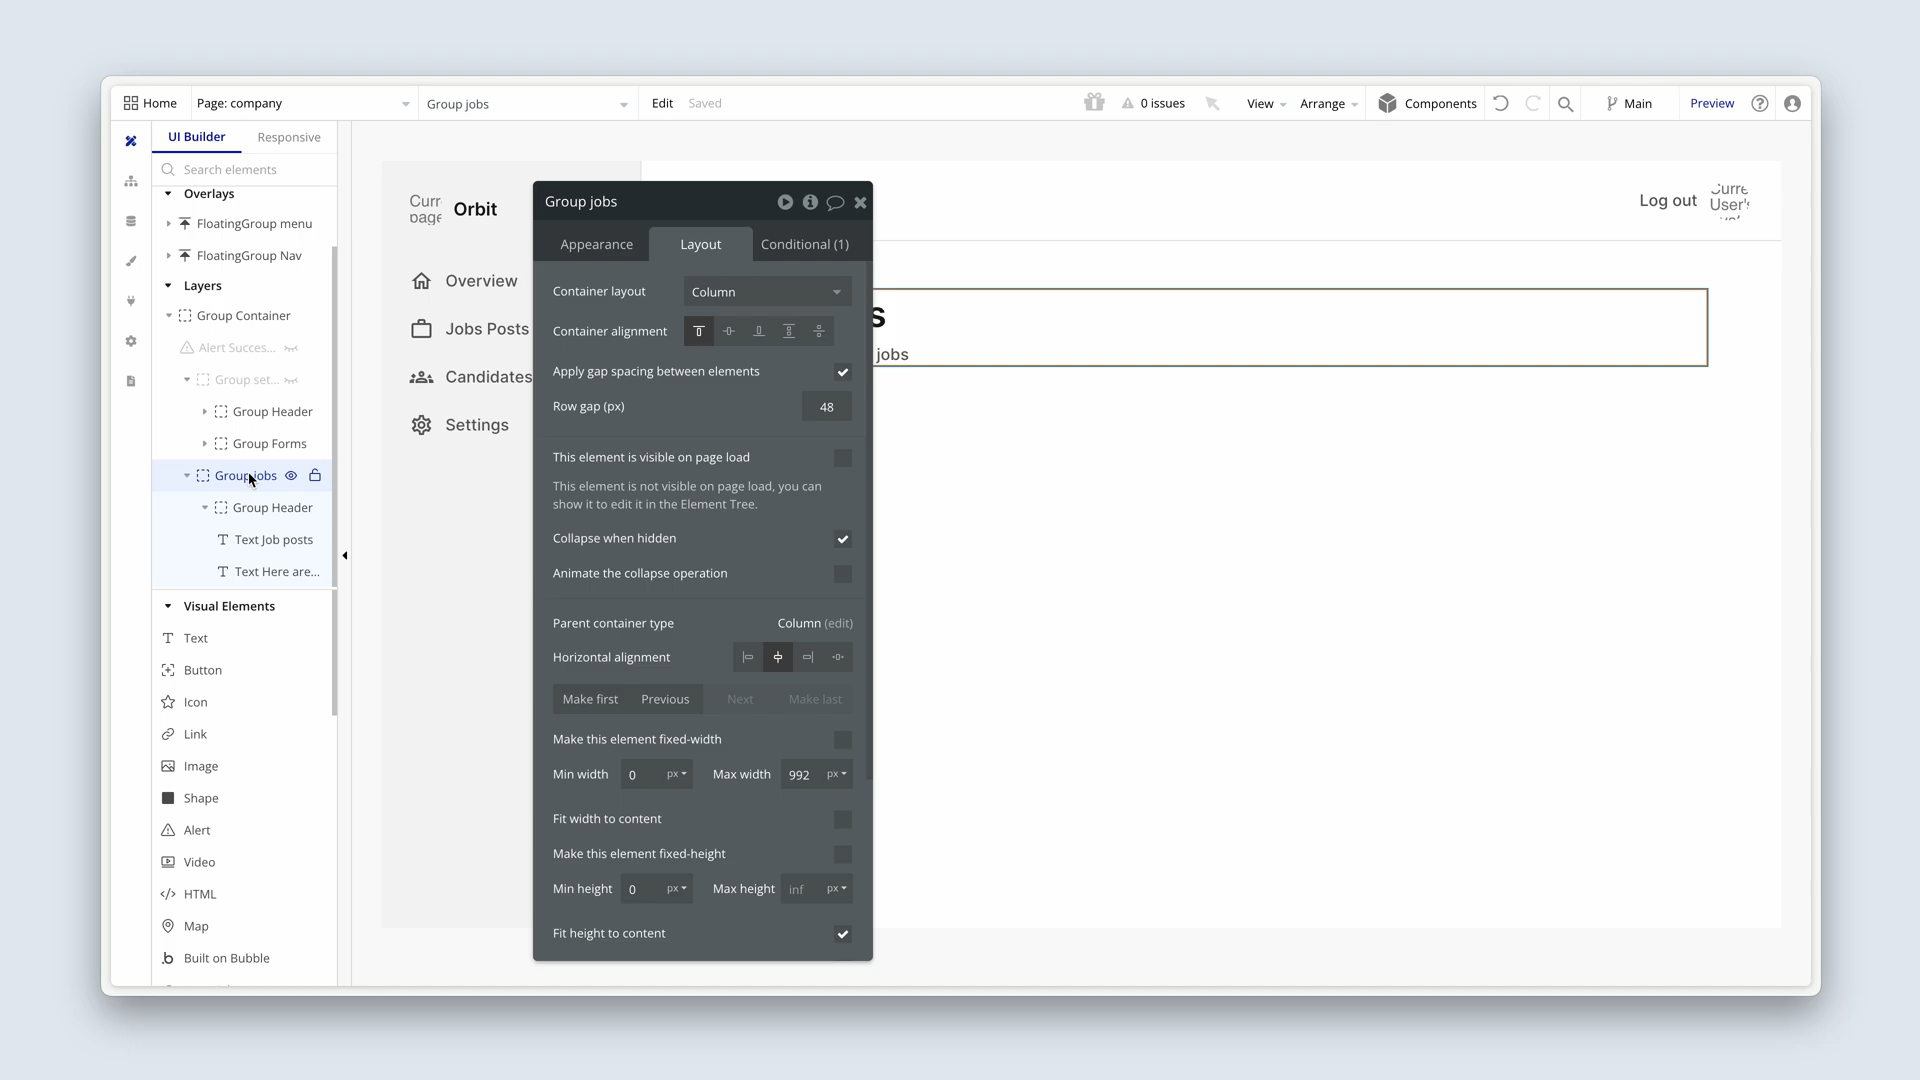 Home
Page: company
Group jobs
Edit
Saved
0 issues
View
Arrange
Components
Main
Preview
UI Builder
Responsive
Search elements
Overlays
FloatingGroup menu
FloatingGroup Nav
Layers
Group Container
Alert Succes...
Group set...
Group Header
Group Forms
Group jobs
Group Header
Text Job posts
Text Here are...
Visual Elements
Text
Button
Icon
Link
Image
Shape
Alert
Video
HTML
Map
Built on Bubble
Curr
page
Orbit
Overview
Jobs Posts
Candidates
Settings
Group jobs
Appearance
Layout
Conditional (1)
Container layout
Column
Container alignment
Apply gap spacing between elements
Row gap (px)
48
This element is visible on page load
This element is not visible on page load, you can
show it to edit it in the Element Tree.
Collapse when hidden
Animate the collapse operation
Parent container type
Column (edit)
Horizontal alignment
Make first
Previous
Next
Make last
Make this element fixed-width
Min width
0
px
Max width
992
px
Fit width to content
Make this element fixed-height
Min height
0
px
Max height
inf
px
Fit height to content
Log out
Curre
User's
s
jobs